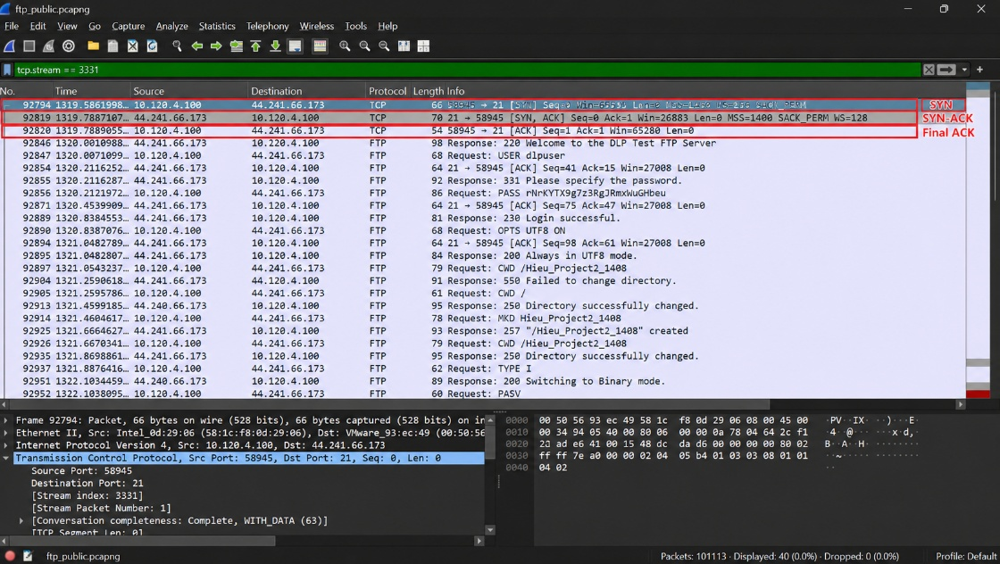 ftp_public.pcapng
File Edit View Go Capture Analyze Statistics Telephony Wireless Tools Help
tcp.stream == 3331
No. Time Source Destination Protocol Length Info
92794 1319.5861998… 10.120.4.100 44.241.66.173 TCP 66 58945 → 21 [SYN] Seq=0 Win=65535 Len=0 MSS=1460 WS=256 SACK_PERM SYN
92819 1319.7887107… 44.241.66.173 10.120.4.100 TCP 70 21 → 58945 [SYN, ACK] Seq=0 Ack=1 Win=26883 Len=0 MSS=1400 SACK_PERM WS=128 SYN-ACK
92820 1319.7889055… 10.120.4.100 44.241.66.173 TCP 54 58945 → 21 [ACK] Seq=1 Ack=1 Win=65280 Len=0 Final ACK
92846 1320.0010988… 44.241.66.173 10.120.4.100 FTP 98 Response: 220 Welcome to the DLP Test FTP Server
92847 1320.0071099… 10.120.4.100 44.241.66.173 FTP 68 Request: USER dlpuser
92854 1320.2116252… 44.241.66.173 10.120.4.100 FTP 64 21 → 58945 [ACK] Seq=41 Ack=15 Win=27008 Len=0
92855 1320.2116287… 44.241.66.173 10.120.4.100 FTP 92 Response: 331 Please specify the password.
92856 1320.2121972… 10.120.4.100 44.241.66.173 FTP 86 Request: PASS rNrKYTX9g7z3RgJRmxWuGHbeu
92871 1320.4539909… 44.241.66.173 10.120.4.100 FTP 64 21 → 58945 [ACK] Seq=75 Ack=47 Win=27008 Len=0
92889 1320.8384553… 44.241.66.173 10.120.4.100 FTP 81 Response: 230 Login successful.
92890 1320.8387076… 10.120.4.100 44.241.66.173 FTP 68 Request: OPTS UTF8 ON
92894 1321.0482789… 44.241.66.173 10.120.4.100 FTP 64 21 → 58945 [ACK] Seq=98 Ack=61 Win=27008 Len=0
92895 1321.0482807… 44.241.66.173 10.120.4.100 FTP 84 Response: 200 Always in UTF8 mode.
92897 1321.0543237… 10.120.4.100 44.241.66.173 FTP 79 Request: CWD /Hieu_Project2_1408
92904 1321.2590618… 44.241.66.173 10.120.4.100 FTP 91 Response: 550 Failed to change directory.
92905 1321.2595786… 10.120.4.100 44.241.66.173 FTP 61 Request: CWD /
92913 1321.4599185… 44.240.66.173 10.120.4.100 FTP 95 Response: 250 Directory successfully changed.
92914 1321.4604617… 10.120.4.100 44.241.66.173 FTP 78 Request: MKD Hieu_Project2_1408
92925 1321.6664627… 44.241.66.173 10.120.4.100 FTP 93 Response: 257 "/Hieu_Project2_1408" created
92926 1321.6670341… 10.120.4.100 44.241.66.173 FTP 79 Request: CWD /Hieu_Project2_1408
92935 1321.8698861… 44.241.66.173 10.120.4.100 FTP 95 Response: 250 Directory successfully changed.
92937 1321.8876416… 10.120.4.100 44.241.66.173 FTP 62 Request: TYPE I
92951 1322.1034459… 44.240.66.173 10.120.4.100 FTP 89 Response: 200 Switching to Binary mode.
92952 1322.1038095… 10.120.4.100 44.241.66.173 FTP 60 Request: PASV
Frame 92794: Packet, 66 bytes on wire (528 bits), 66 bytes captured (528 bits) on in
Ethernet II, Src: Intel_0d:29:06 (58:1c:f8:0d:29:06), Dst: VMware_93:ec:49 (00:50:56
Internet Protocol Version 4, Src: 10.120.4.100, Dst: 44.241.66.173
Transmission Control Protocol, Src Port: 58945, Dst Port: 21, Seq: 0, Len: 0
Source Port: 58945
Destination Port: 21
[Stream index: 3331]
[Stream Packet Number: 1]
[Conversation completeness: Complete, WITH_DATA (63)]
[TCP Segment Len: 0]
0000 00 50 56 93 ec 49 58 1c f8 0d 29 06 08 00 45 00 ·PV··IX· ··)···E·
0010 00 34 94 05 40 00 80 06 00 00 0a 78 04 64 2c f1
0020 ad e6 41 00 15 48 dc da d6 00 00 00 00 80 02
0030 ff ff 7e a0 00 00 02 04 05 b4 01 03 03 08 01 01
0040 04 02
ftp_public.pcapng
Packets: 101113 · Displayed: 40 (0.0%) · Dropped: 0 (0.0%)
Profile: Default